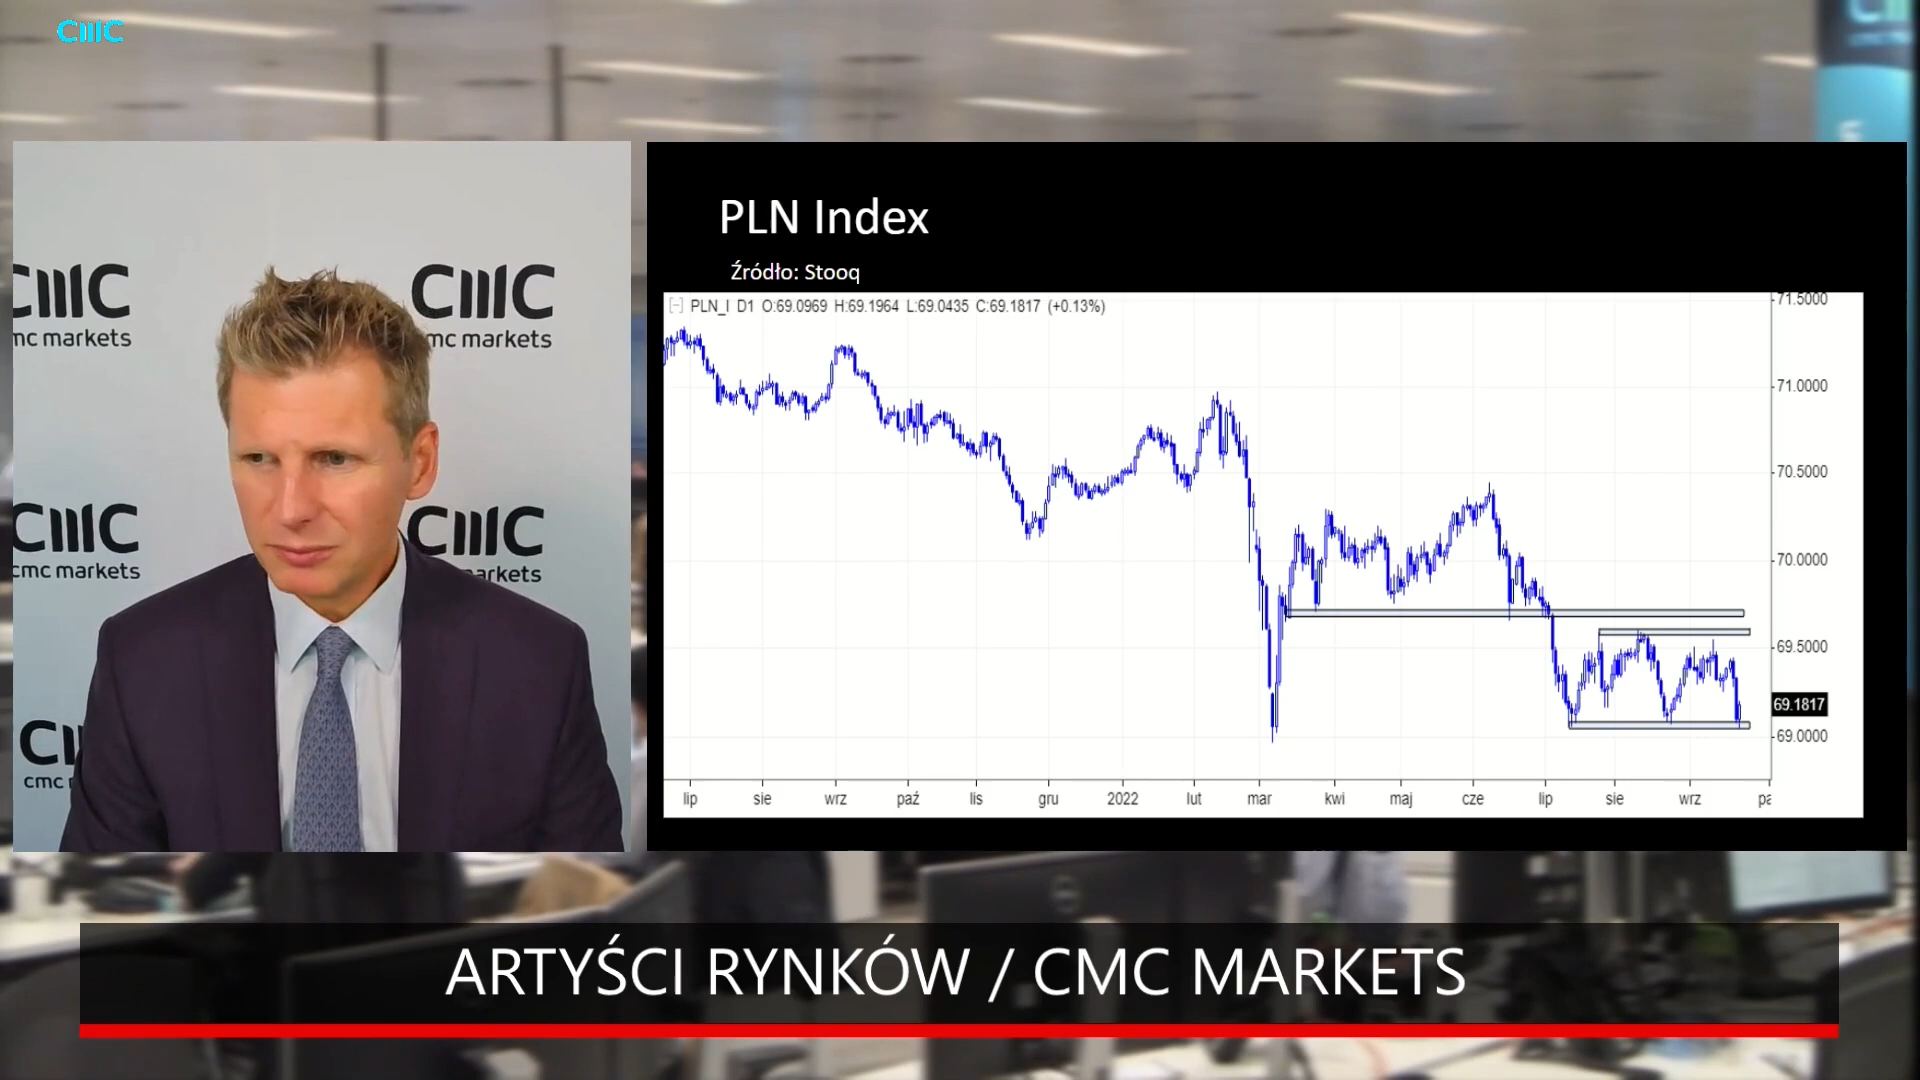 CMC
CMC
cmc markets
CMC
cmc markets
CMC
cmc markets
CMC
markets
cmc
PLN Index
Źródło: Stooq
PLN_I D1 O:69.0969 H:69.1964 L:69.0435 C:69.1817 (+0.13%)
71.5000
71.0000
70.5000
70.0000
69.5000
69.1817
69.0000
lip sie wrz paź lis gru 2022 lut mar kwi maj cze lip sie wrz
ARTYŚCI RYNKÓW / CMC MARKETS